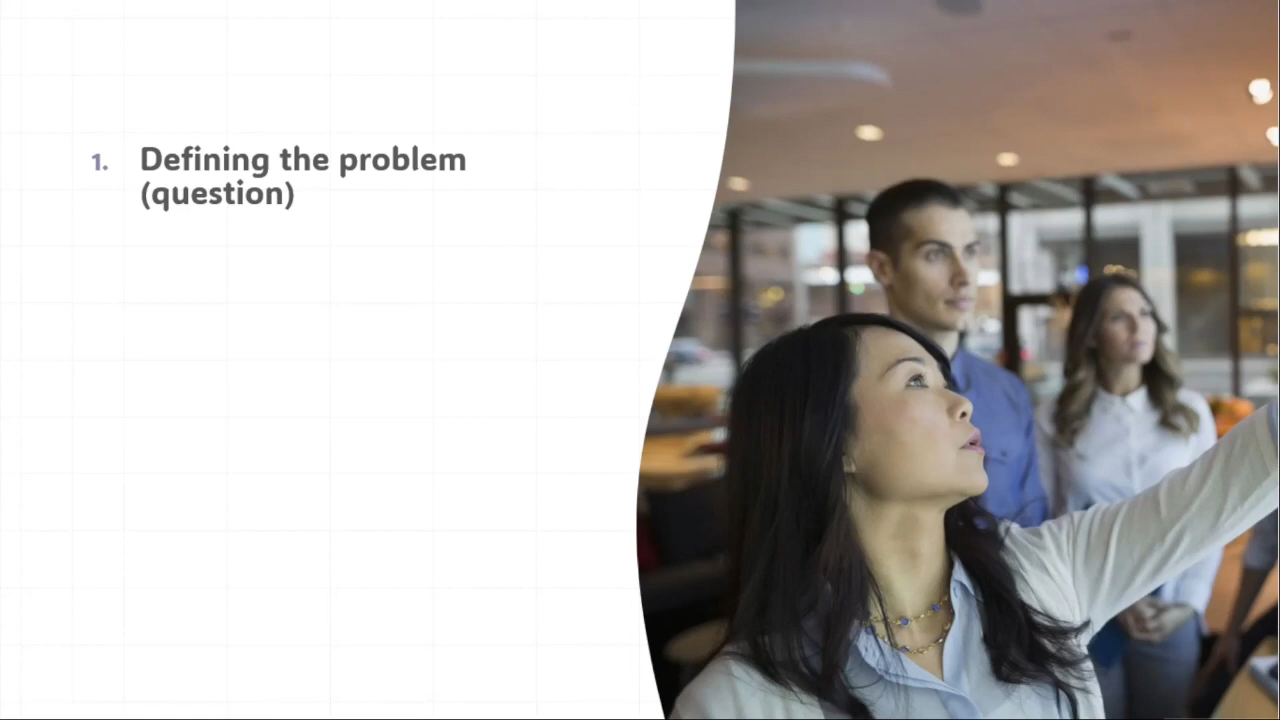 1. Defining the problem
(question)